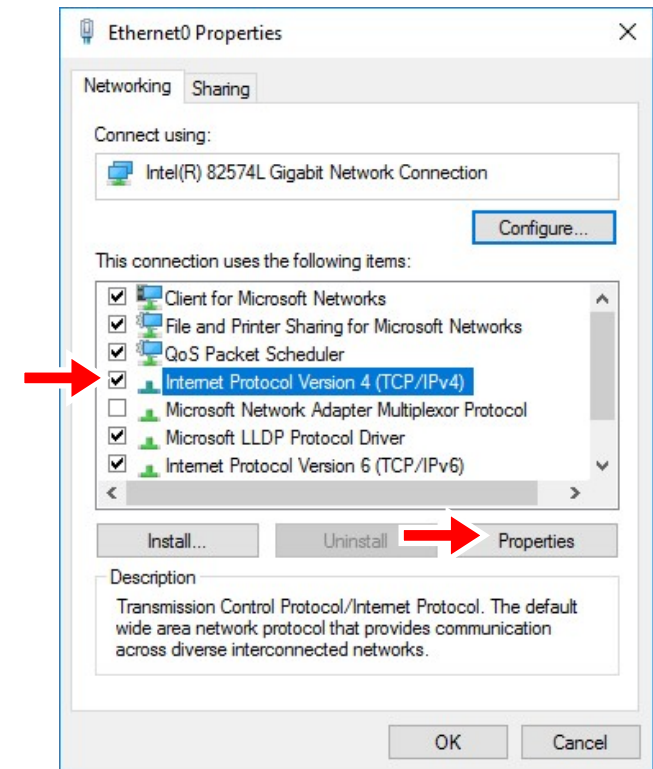 Ethernet0 Properties
Networking
Sharing
Connect using:
Intel(R) 82574L Gigabit Network Connection
Configure...
This connection uses the following items:
Client for Microsoft Networks
File and Printer Sharing for Microsoft Networks
QoS Packet Scheduler
Internet Protocol Version 4 (TCP/IPv4)
Microsoft Network Adapter Multiplexor Protocol
Microsoft LLDP Protocol Driver
Internet Protocol Version 6 (TCP/IPv6)
Install...
Uninstall
Properties
Description
Transmission Control Protocol/Internet Protocol. The default
wide area network protocol that provides communication
across diverse interconnected networks.
OK
Cancel